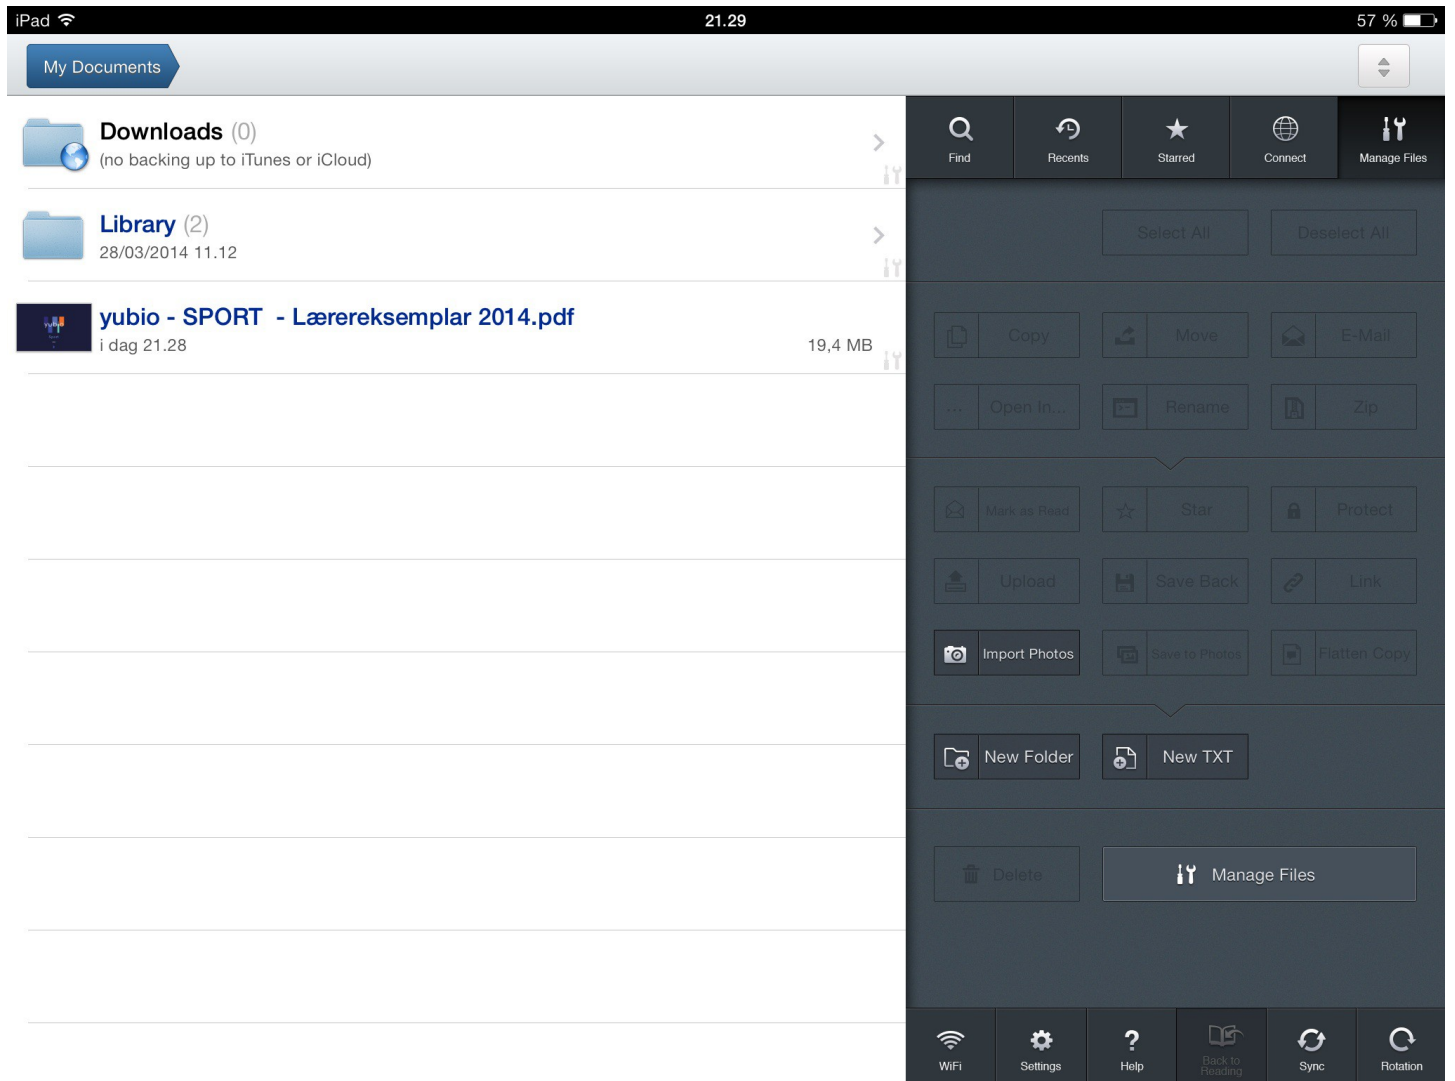 iPad 21.29 57 %
My Documents
Downloads (0)
(no backing up to iTunes or iCloud)
Library (2)
28/03/2014 11.12
yubio - SPORT  - Lærereksemplar 2014.pdf
i dag 21.28 19,4 MB
Find Recents Starred Connect Manage Files
Select All Deselect All
Copy Move E-Mail
Open In... Rename Zip
Mark as Read Star Protect
Upload Save Back Link
Import Photos Save to Photos Flatten Copy
New Folder New TXT
Delete Manage Files
WiFi Settings Help Back to Reading Sync Rotation